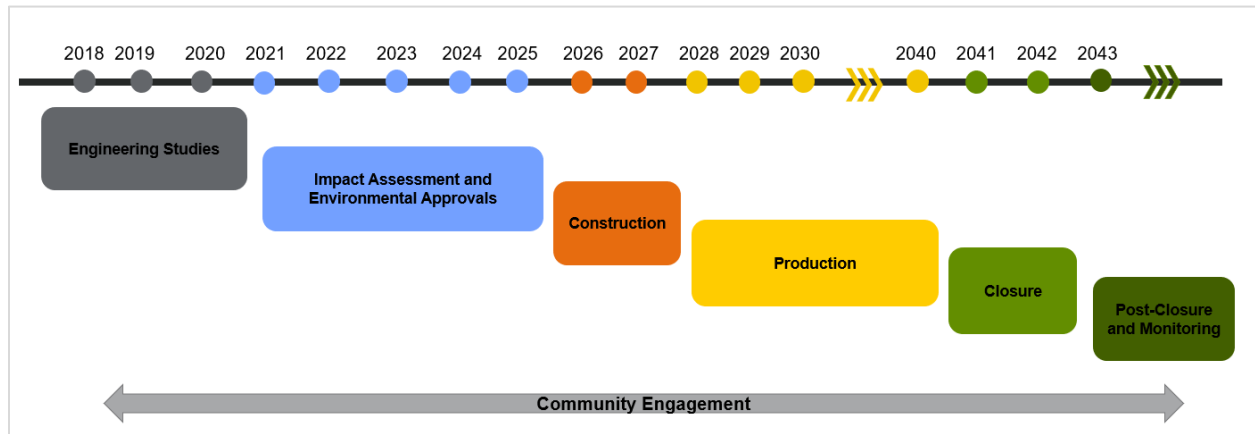 2018 2019 2020 2021 2022 2023 2024 2025 2026 2027 2028 2029 2030 2040 2041 2042 2043
Engineering Studies
Impact Assessment and
Environmental Approvals
Construction
Production
Closure
Post-Closure
and Monitoring
Community Engagement